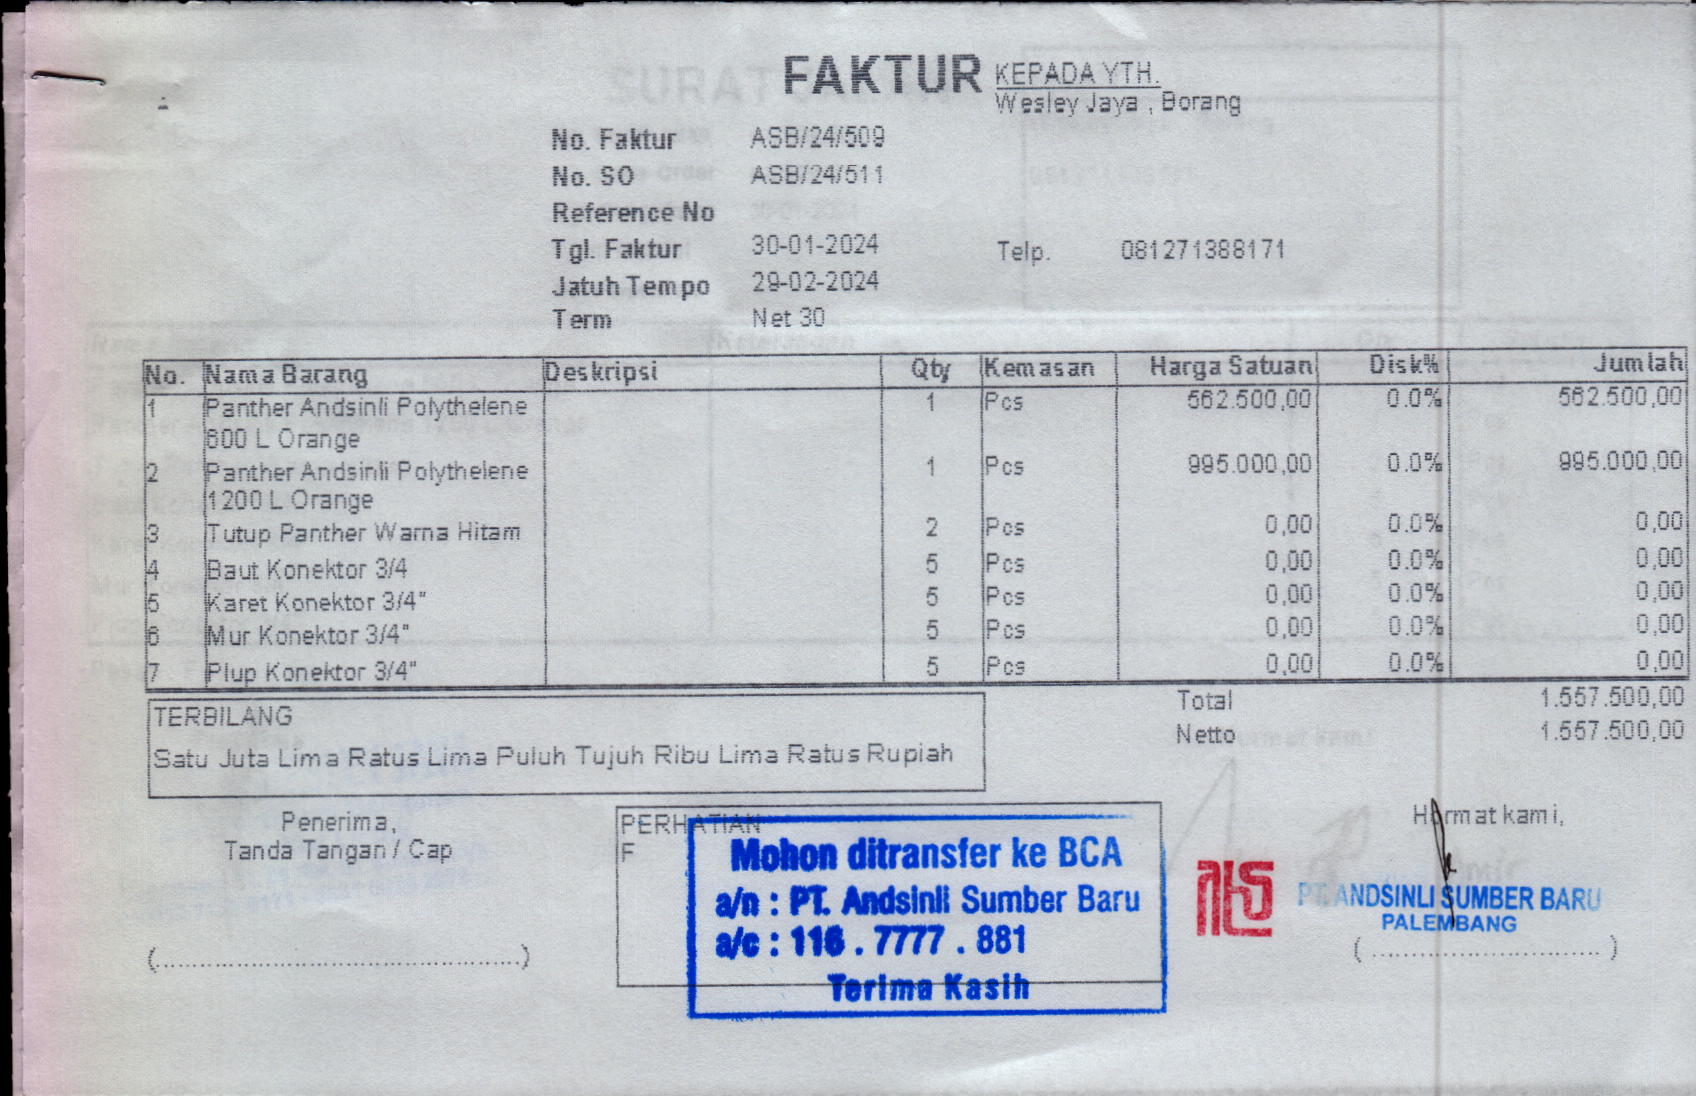 FAKTUR
KEPADA YTH.
Wesley Jaya , Borang
No. Faktur ASB/24/509
No. SO ASB/24/511
Reference No
Tgl. Faktur 30-01-2024 Telp. 081271388171
Jatuh Tempo 29-02-2024
Term Net 30
No. Nama Barang Deskripsi Qty Kemasan Harga Satuan Disk% Jumlah
1 Panther Andsinli Polythelene 1 Pcs 562.500,00 0.0% 562.500,00
600 L Orange
2 Panther Andsinli Polythelene 1 Pcs 995.000,00 0.0% 995.000,00
1200 L Orange
3 Tutup Panther Warna Hitam 2 Pcs 0,00 0.0% 0,00
4 Baut Konektor 3/4 5 Pcs 0,00 0.0% 0,00
5 Karet Konektor 3/4" 5 Pcs 0,00 0.0% 0,00
6 Mur Konektor 3/4" 5 Pcs 0,00 0.0% 0,00
7 Plup Konektor 3/4" 5 Pcs 0,00 0.0% 0,00
Total 1.557.500,00
Netto 1.557.500,00
TERBILANG
Satu Juta Lima Ratus Lima Puluh Tujuh Ribu Lima Ratus Rupiah
Penerima,
Tanda Tangan / Cap
(.................................................)
PERHATIAN
F
Mohon ditransfer ke BCA
a/n : PT. Andsinli Sumber Baru
a/c : 116 . 7777 . 881
Terima Kasih
Hormat kami,
PT. ANDSINLI SUMBER BARU
PALEMBANG
( ............................... )